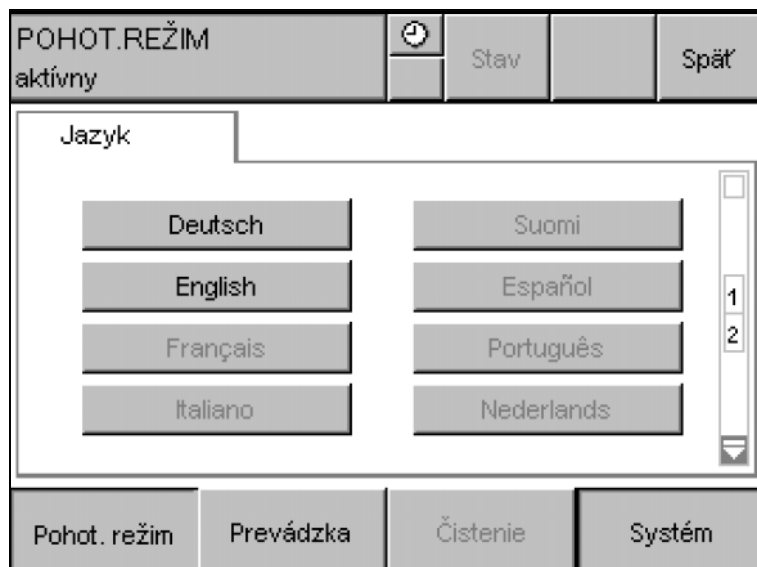 POHOT.REŽIM
aktívny
Stav
Späť
Jazyk
Deutsch
Suomi
English
Español
1
Français
Português
2
Italiano
Nederlands
Pohot. režim
Prevádzka
Čistenie
Systém